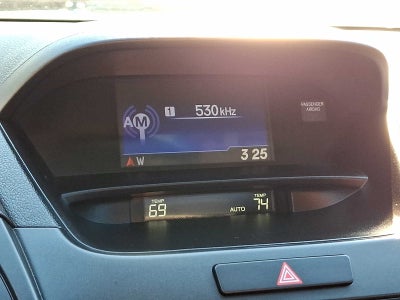 AM
1 530 kHz
PASSENGER
AIRBAG
W
3 25
TEMP
69
AUTO
TEMP
74